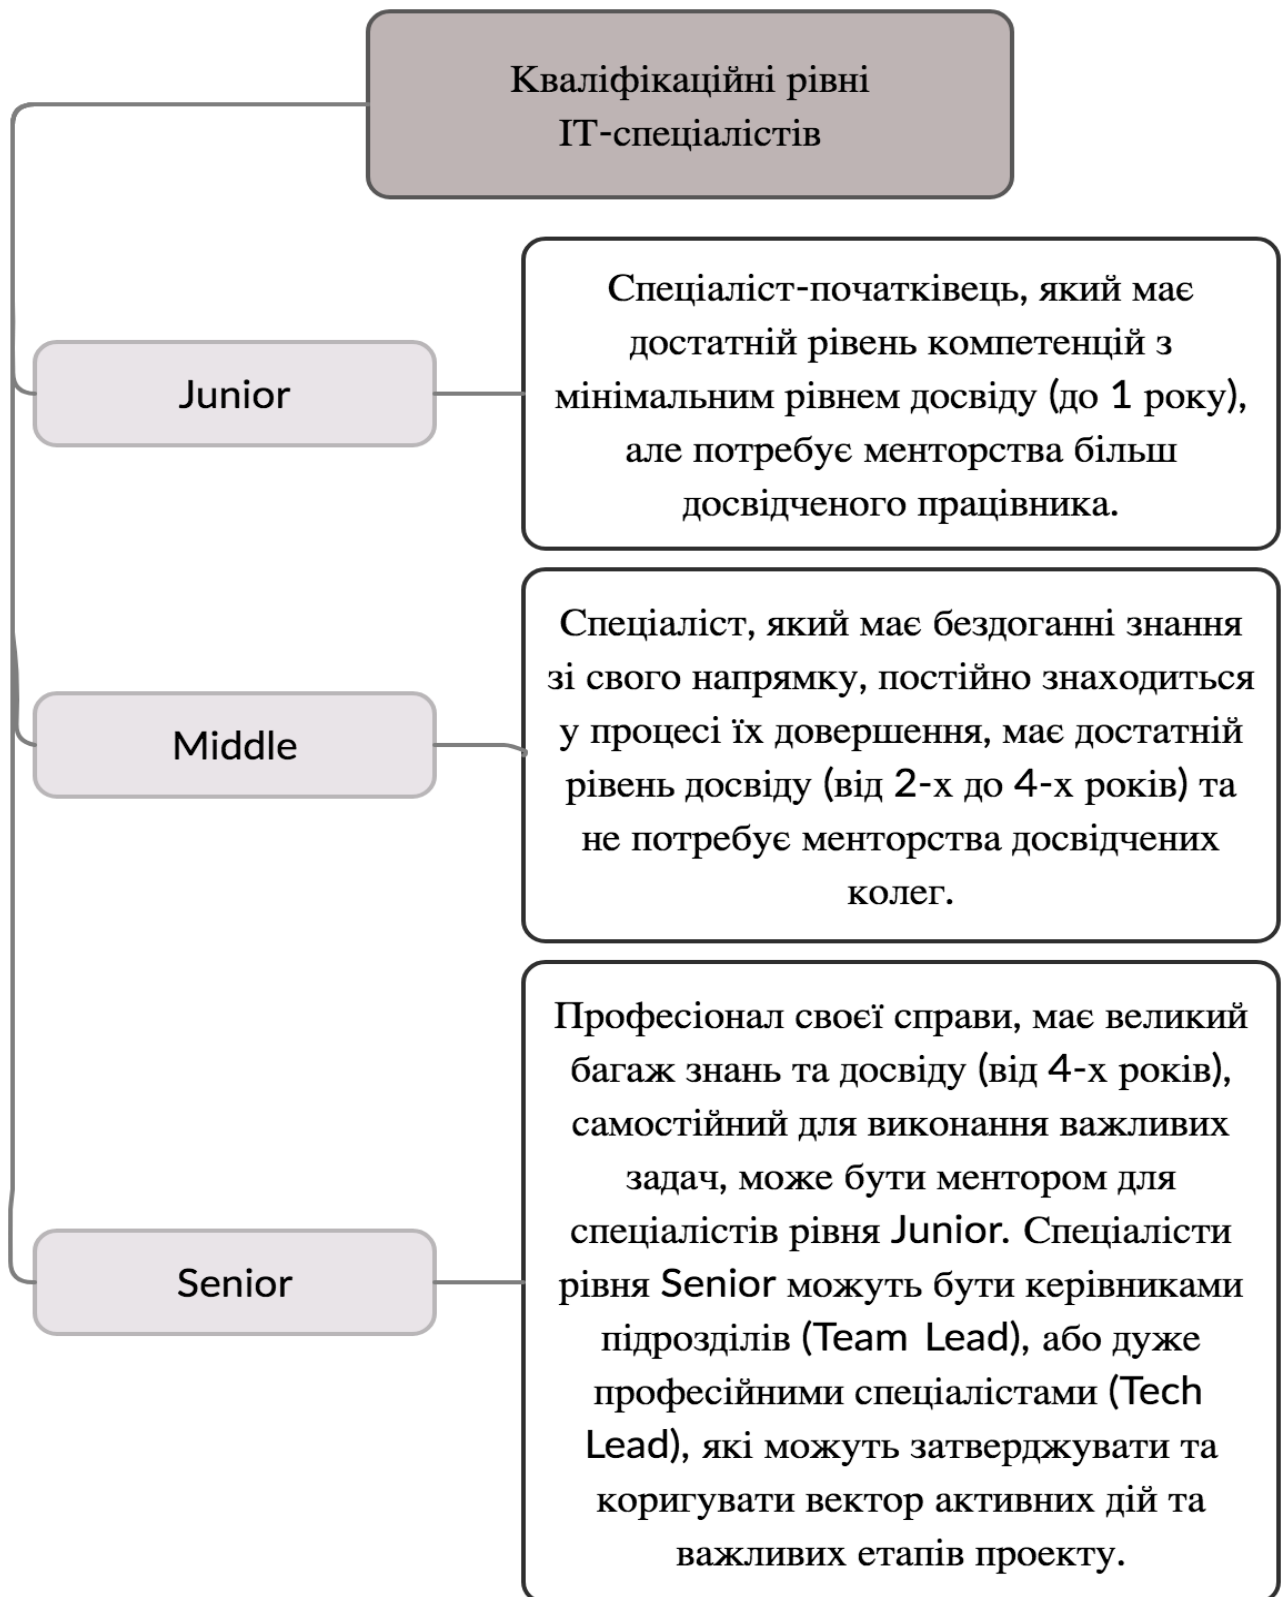 Кваліфікаційні рівні
ІТ-спеціалістів
Junior
Спеціаліст-початківець, який має
достатній рівень компетенцій з
мінімальним рівнем досвіду (до 1 року),
але потребує менторства більш
досвідченого працівника.
Middle
Спеціаліст, який має бездоганні знання
зі свого напрямку, постійно знаходиться
у процесі їх довершення, має достатній
рівень досвіду (від 2-х до 4-х років) та
не потребує менторства досвідчених
колег.
Senior
Професіонал своєї справи, має великий
багаж знань та досвіду (від 4-х років),
самостійний для виконання важливих
задач, може бути ментором для
спеціалістів рівня Junior. Спеціалісти
рівня Senior можуть бути керівниками
підрозділів (Team Lead), або дуже
професійними спеціалістами (Tech
Lead), які можуть затверджувати та
коригувати вектор активних дій та
важливих етапів проекту.